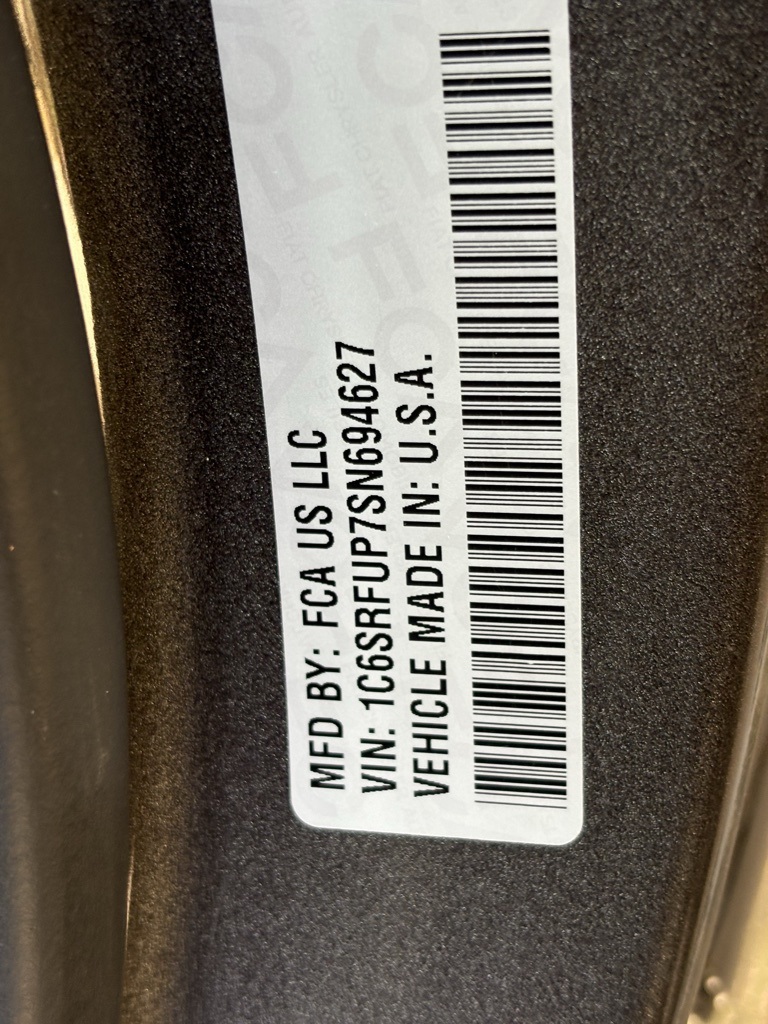 MFD BY: FCA US LLC
VIN: 1C6SRFUP7SN694627
VEHICLE MADE IN: U.S.A.